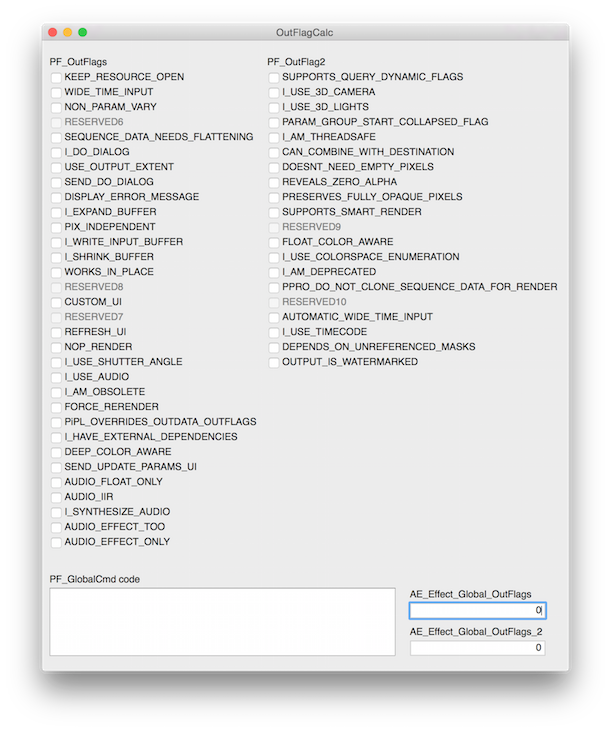 OutFlagCalc
PF_OutFlags
KEEP_RESOURCE_OPEN
WIDE_TIME_INPUT
NON_PARAM_VARY
RESERVED6
SEQUENCE_DATA_NEEDS_FLATTENING
I_DO_DIALOG
USE_OUTPUT_EXTENT
SEND_DO_DIALOG
DISPLAY_ERROR_MESSAGE
I_EXPAND_BUFFER
PIX_INDEPENDENT
I_WRITE_INPUT_BUFFER
I_SHRINK_BUFFER
WORKS_IN_PLACE
RESERVED8
CUSTOM_UI
RESERVED7
REFRESH_UI
NOP_RENDER
I_USE_SHUTTER_ANGLE
I_USE_AUDIO
I_AM_OBSOLETE
FORCE_RERENDER
PiPL_OVERRIDES_OUTDATA_OUTFLAGS
I_HAVE_EXTERNAL_DEPENDENCIES
DEEP_COLOR_AWARE
SEND_UPDATE_PARAMS_UI
AUDIO_FLOAT_ONLY
AUDIO_IIR
I_SYNTHESIZE_AUDIO
AUDIO_EFFECT_TOO
AUDIO_EFFECT_ONLY
PF_OutFlag2
SUPPORTS_QUERY_DYNAMIC_FLAGS
I_USE_3D_CAMERA
I_USE_3D_LIGHTS
PARAM_GROUP_START_COLLAPSED_FLAG
I_AM_THREADSAFE
CAN_COMBINE_WITH_DESTINATION
DOESNT_NEED_EMPTY_PIXELS
REVEALS_ZERO_ALPHA
PRESERVES_FULLY_OPAQUE_PIXELS
SUPPORTS_SMART_RENDER
RESERVED9
FLOAT_COLOR_AWARE
I_USE_COLORSPACE_ENUMERATION
I_AM_DEPRECATED
PPRO_DO_NOT_CLONE_SEQUENCE_DATA_FOR_RENDER
RESERVED10
AUTOMATIC_WIDE_TIME_INPUT
I_USE_TIMECODE
DEPENDS_ON_UNREFERENCED_MASKS
OUTPUT_IS_WATERMARKED
PF_GlobalCmd code
AE_Effect_Global_OutFlags
0
AE_Effect_Global_OutFlags_2
0